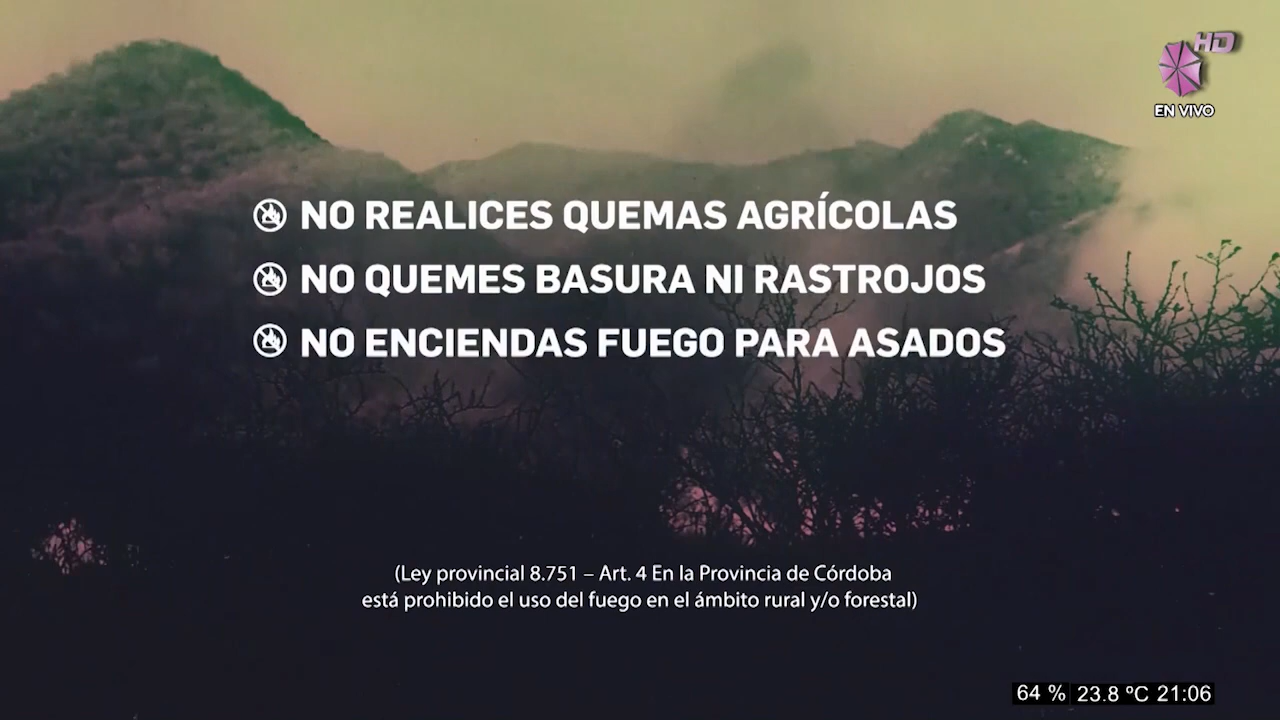 HD
EN VIVO
NO REALICES QUEMAS AGRÍCOLAS
NO QUEMES BASURA NI RASTROJOS
NO ENCIENDAS FUEGO PARA ASADOS
(Ley provincial 8.751 – Art. 4 En la Provincia de Córdoba
está prohibido el uso del fuego en el ámbito rural y/o forestal)
64 % 23.8 ºC 21:06